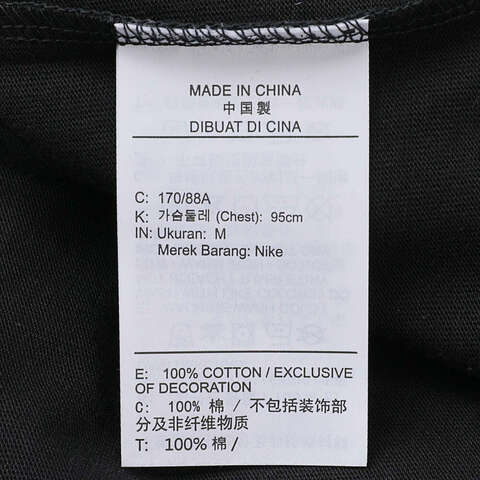 MADE IN CHINA
中国製
DIBUAT DI CINA
C: 170/88A
K: 가슴둘레 (Chest): 95cm
IN: Ukuran: M
Merek Barang: Nike
E: 100% COTTON / EXCLUSIVE
OF DECORATION
C: 100% 棉 / 不包括装饰部
分及非纤维物质
T: 100% 棉 /